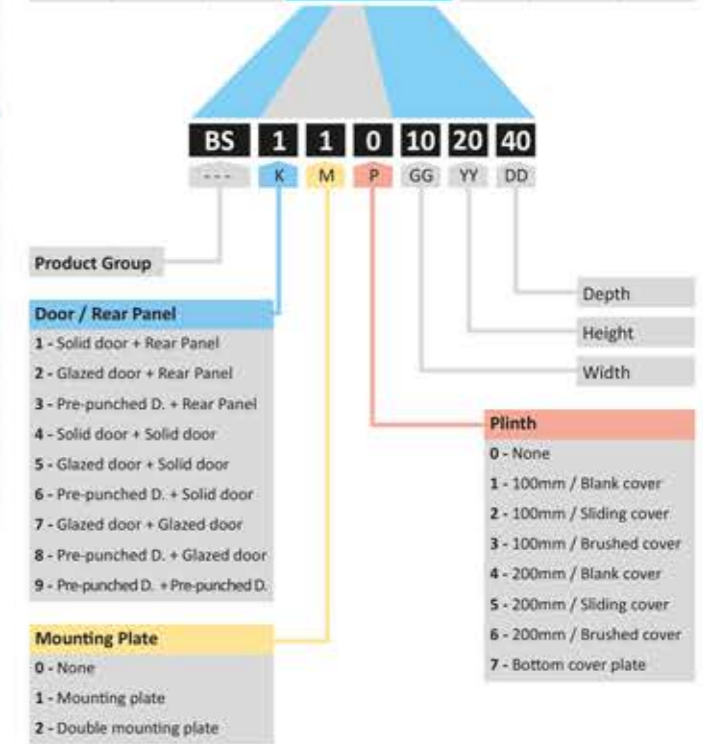 BS 1 1 0 10 20 40
--- K M P GG YY DD
Product Group
Door / Rear Panel
1 - Solid door + Rear Panel
2 - Glazed door + Rear Panel
3 - Pre-punched D. + Rear Panel
4 - Solid door + Solid door
5 - Glazed door + Solid door
6 - Pre-punched D. + Solid door
7 - Glazed door + Glazed door
8 - Pre-punched D. + Glazed door
9 - Pre-punched D. + Pre-punched D.
Mounting Plate
0 - None
1 - Mounting plate
2 - Double mounting plate
Depth
Height
Width
Plinth
0 - None
1 - 100mm / Blank cover
2 - 100mm / Sliding cover
3 - 100mm / Brushed cover
4 - 200mm / Blank cover
5 - 200mm / Sliding cover
6 - 200mm / Brushed cover
7 - Bottom cover plate